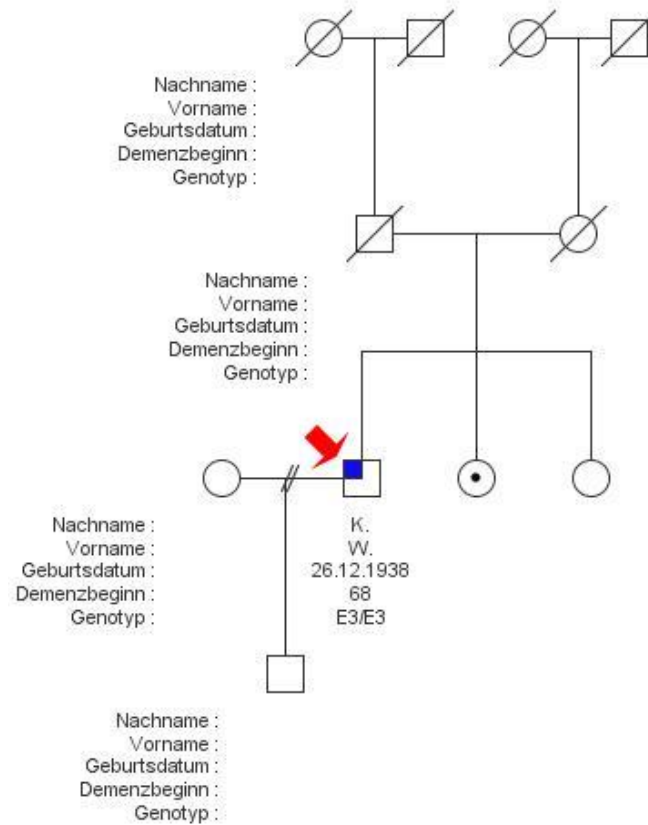 Nachname :
Vorname :
Geburtsdatum :
Demenzbeginn :
Genotyp :
Nachname :
Vorname :
Geburtsdatum :
Demenzbeginn :
Genotyp :
Nachname : K.
Vorname : W.
Geburtsdatum : 26.12.1938
Demenzbeginn : 68
Genotyp : E3/E3
Nachname :
Vorname :
Geburtsdatum :
Demenzbeginn :
Genotyp :